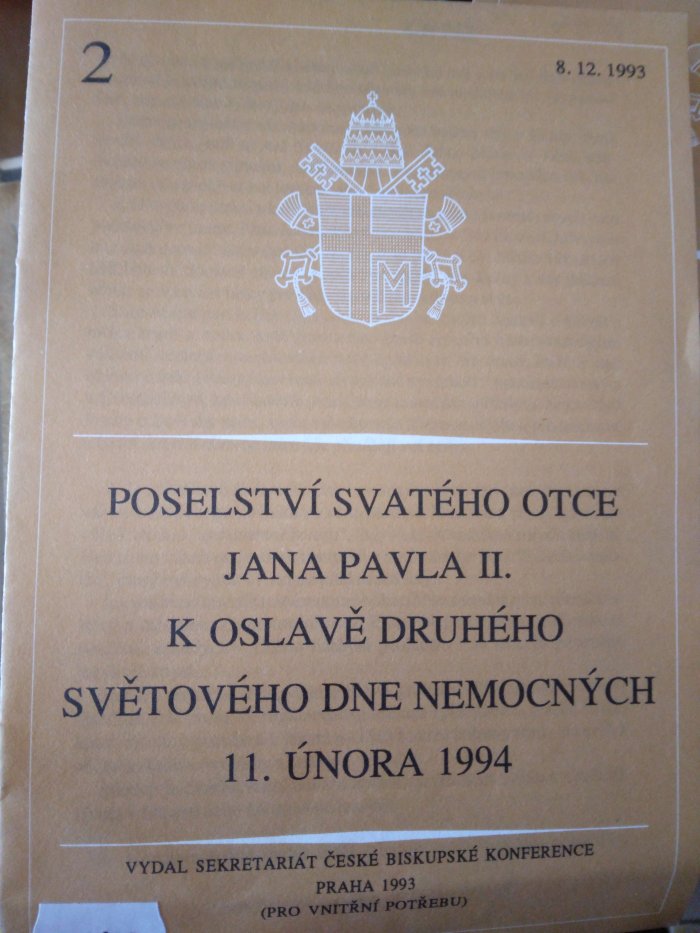 2
8. 12. 1993
M
POSELSTVÍ SVATÉHO OTCE
JANA PAVLA II.
K OSLAVĚ DRUHÉHO
SVĚTOVÉHO DNE NEMOCNÝCH
11. ÚNORA 1994
VYDAL SEKRETARIÁT ČESKÉ BISKUPSKÉ KONFERENCE
PRAHA 1993
(PRO VNITŘNÍ POTŘEBU)